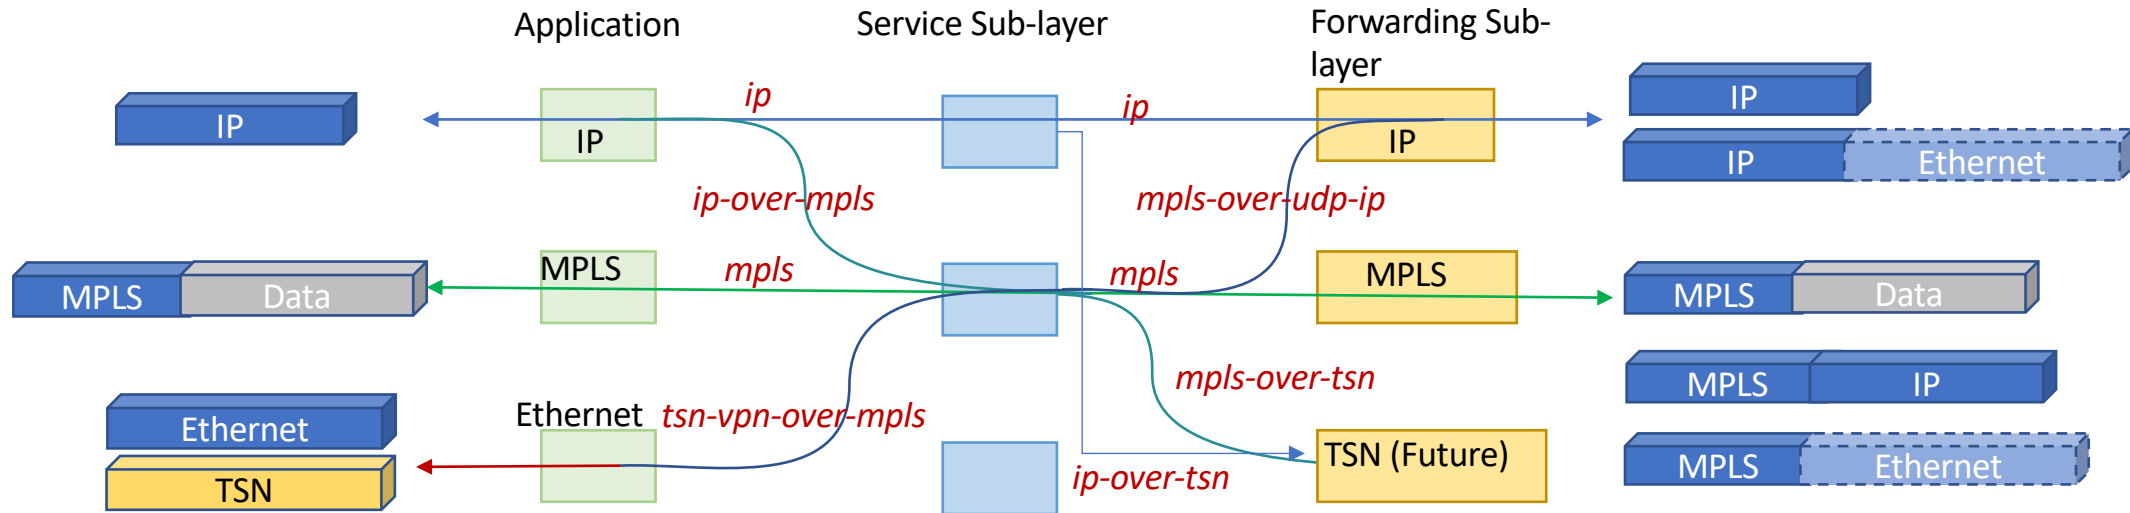 Application
Service Sub-layer
Forwarding Sub-
layer
IP
IP
ip
ip
IP
IP
IP Ethernet
ip-over-mpls
mpls-over-udp-ip
MPLS Data
MPLS
mpls
mpls
MPLS
MPLS Data
mpls-over-tsn
MPLS IP
Ethernet
TSN
Ethernet
tsn-vpn-over-mpls
ip-over-tsn
TSN (Future)
MPLS Ethernet